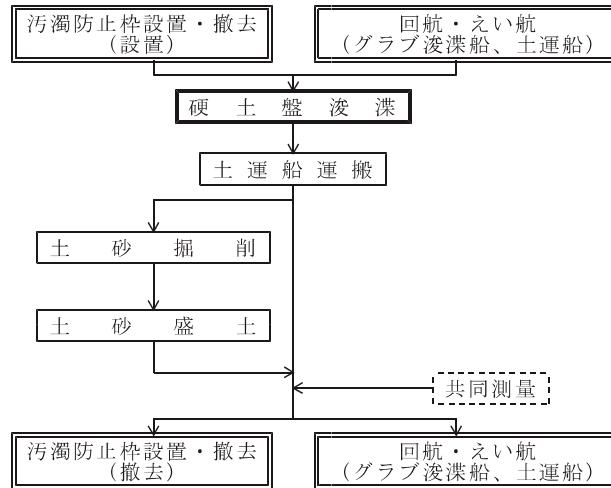 汚濁防止枠設置・撤去
（設置）
回航・えい航
（グラブ浚渫船、土運船）
硬土盤浚渫
土運船運搬
土砂掘削
土砂盛土
共同測量
汚濁防止枠設置・撤去
（撤去）
回航・えい航
（グラブ浚渫船、土運船）